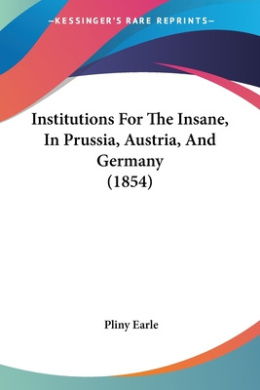 KESSINGER'S RARE REPRINTS
Institutions For The Insane,
In Prussia, Austria, And
Germany
(1854)
Pliny Earle